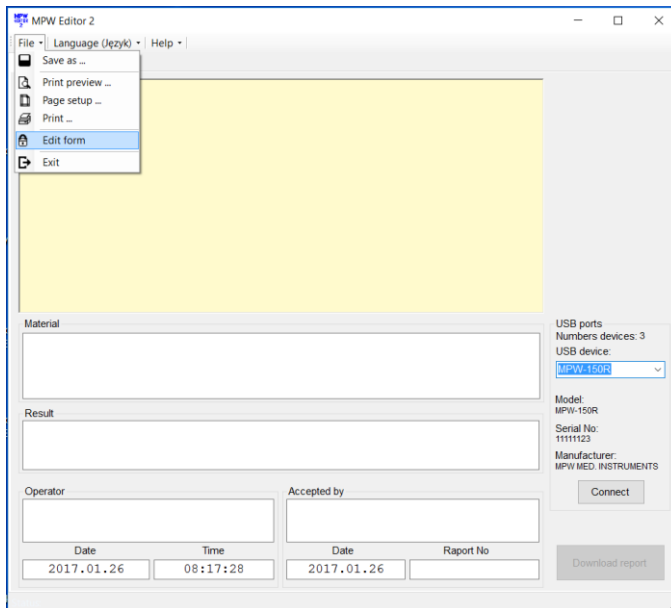 MPW Editor 2
File Language (Język) Help
Save as ...
Print preview ...
Page setup ...
Print ...
Edit form
Exit
Material
Result
Operator
Date
Time
2017.01.26
08:17:28
Accepted by
Date
Raport No
2017.01.26
USB ports
Numbers devices: 3
USB device:
MPW-150R
Model:
MPW-150R
Serial No:
11111123
Manufacturer:
MPW MED. INSTRUMENTS
Connect
Download report